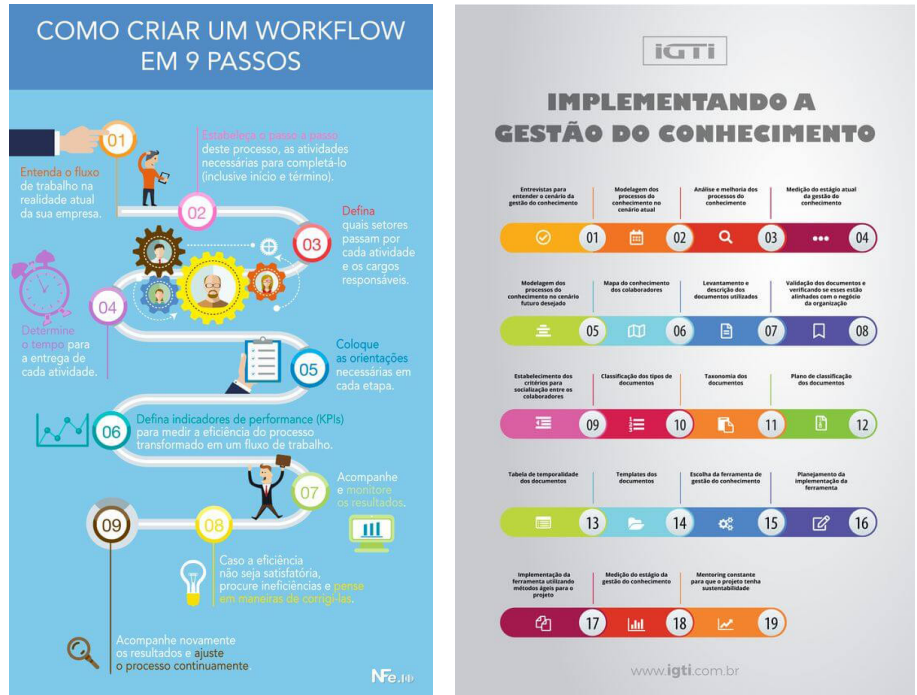 COMO CRIAR UM WORKFLOW
EM 9 PASSOS
01
Entenda o fluxo
de trabalho na
realidade atual
da sua empresa.
Estabeleça o passo a passo
deste processo, as atividades
necessárias para completá-lo
(inclusive início e término).
02
Defina
quais setores
passam por
cada atividade
e os cargos
responsáveis.
03
04
Determine
o tempo para
a entrega de
cada atividade.
Coloque
as orientações
necessárias em
cada etapa.
05
Defina indicadores de performance (KPIs)
para medir a eficiência do processo
transformado em um fluxo de trabalho.
06
Acompanhe
e monitore
os resultados.
07
08
Caso a eficiência
não seja satisfatória,
procure ineficiências e pense
em maneiras de corrigi-las.
09
Acompanhe novamente
os resultados e ajuste
o processo continuamente
NFe.
iGTi
IMPLEMENTANDO A
GESTÃO DO CONHECIMENTO
Entrevistas para
entender o cenário da
gestão do conhecimento
01
Modelagem dos
processos do
conhecimento no
cenário atual
02
Análise e melhoria dos
processos do
conhecimento
03
Medição do estágio atual
da gestão do
conhecimento
04
Modelagem dos
processos do
conhecimento no cenário
futuro desejado
05
Mapa do conhecimento
dos colaboradores
06
Levantamento e
descrição dos
documentos utilizados
07
Validação dos documentos e
verificando se esses estão
alinhados com o negócio
da organização
08
Estabelecimento dos
critérios para
socialização entre os
colaboradores
09
Classificação dos tipos de
documentos
10
Taxonomia dos
documentos
11
Plano de classificação
dos documentos
12
Tabela de temporalidade
dos documentos
13
Templates dos
documentos
14
Escolha da ferramenta de
gestão do conhecimento
15
Planejamento da
implementação da
ferramenta
16
Implementação da
ferramenta utilizando
métodos ágeis para o
projeto
17
Medição do estágio da
gestão do conhecimento
18
Mentoring constante
para que o projeto tenha
sustentabilidade
19
www.igti.com.br